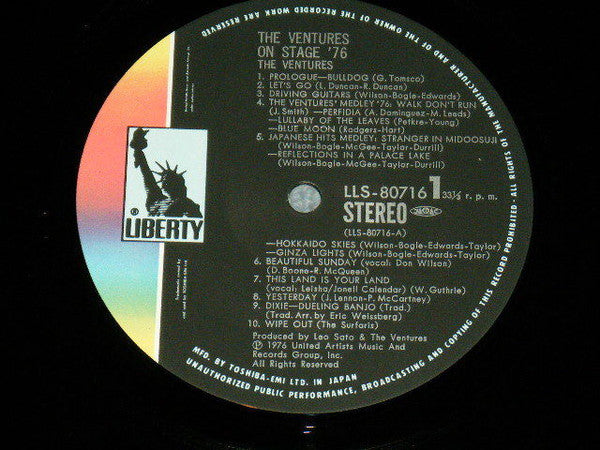 THE VENTURES
ON STAGE '76
THE VENTURES
1. PROLOGUE—BULLDOG (G. Tomsco)
2. LET'S GO (L. Duncan-R. Duncan)
3. DRIVING GUITARS (Wilson-Bogle-Edwards)
4. THE VENTURES' MEDLEY '76: WALK DON'T RUN
(J. Smith) —PERFIDIA (A. Dominguez-M. Leeds)
—LULLABY OF THE LEAVES (Petkre-Young)
—BLUE MOON (Rodgers-Hart)
5. JAPANESE HITS MEDLEY: STRANGER IN MIDOOSUJI
(Wilson-Bogle-McGee-Taylor-Durrill)
—REFLECTIONS IN A PALACE LAKE
(Wilson-Bogle-McGee-Taylor-Durrill)
LLS-80716 1 33⅓ r. p. m.
STEREO
(LLS-80716-A)
—HOKKAIDO SKIES (Wilson-Bogle-Edwards-Taylor)
—GINZA LIGHTS (Wilson-Bogle-Edwards-Taylor)
6. BEAUTIFUL SUNDAY (vocal: Don Wilson)
(D. Boone-R. McQueen)
7. THIS LAND IS YOUR LAND
(vocal: Leisha/Jonell Calendar) (W. Guthrie)
8. YESTERDAY (J. Lennon-P. McCartney)
9. DIXIE—DUELING BANJO (Trad.)
(Trad. Arr. by Eric Weissberg)
10. WIPE OUT (The Surfaris)
Produced by Leo Sato & The Ventures
Ⓟ 1976 United Artists Music And
Records Group, Inc.
All Rights Reserved
® LIBERTY
MFD. BY TOSHIBA-EMI LTD. IN JAPAN
ALL RIGHTS OF THE MANUFACTURER AND OF THE OWNER OF THE RECORDED WORK ARE RESERVED
UNAUTHORIZED PUBLIC PERFORMANCE, BROADCASTING AND COPYING OF THIS RECORD PROHIBITED-